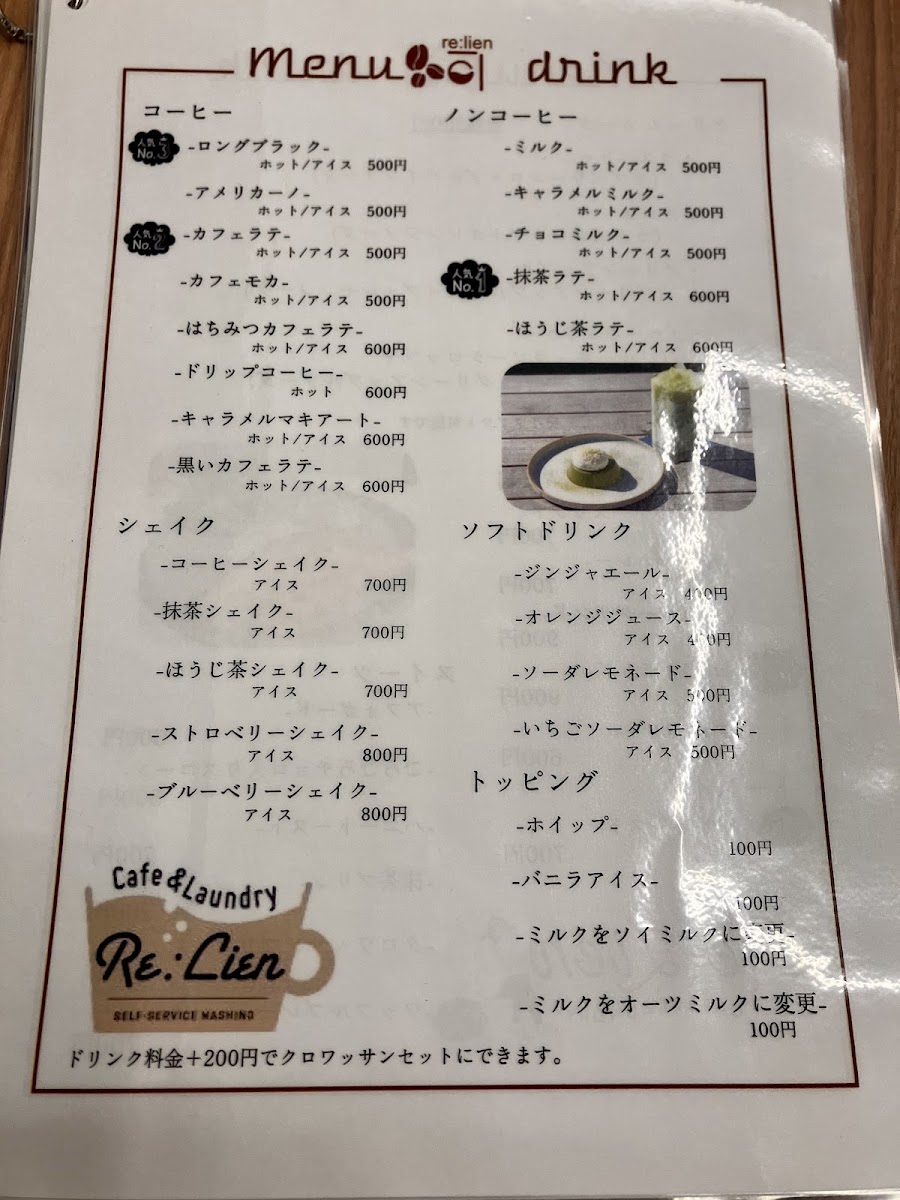 re:lien
Menu drink
コーヒー
人気 No.3
-ロングブラック-
ホット/アイス 500円
-アメリカーノ-
ホット/アイス 500円
人気 No.2
-カフェラテ-
ホット/アイス 500円
-カフェモカ-
ホット/アイス 500円
-はちみつカフェラテ-
ホット/アイス 600円
-ドリップコーヒー-
ホット 600円
-キャラメルマキアート-
ホット/アイス 600円
-黒いカフェラテ-
ホット/アイス 600円
シェイク
-コーヒーシェイク-
アイス 700円
-抹茶シェイク-
アイス 700円
-ほうじ茶シェイク-
アイス 700円
-ストロベリーシェイク-
アイス 800円
-ブルーベリーシェイク-
アイス 800円
ノンコーヒー
-ミルク-
ホット/アイス 500円
-キャラメルミルク-
ホット/アイス 500円
-チョコミルク-
ホット/アイス 500円
人気 No.1
-抹茶ラテ-
ホット/アイス 600円
-ほうじ茶ラテ-
ホット/アイス 600円
ソフトドリンク
-ジンジャエール-
アイス 400円
-オレンジジュース-
アイス 400円
-ソーダレモネード-
アイス 500円
-いちごソーダレモネード-
アイス 500円
トッピング
-ホイップ-
100円
-バニラアイス-
100円
-ミルクをソイミルクに変更-
100円
-ミルクをオーツミルクに変更-
100円
Cafe&Laundry
Re:Lien
SELF-SERVICE WASHING
ドリンク料金+200円でクロワッサンセットにできます。